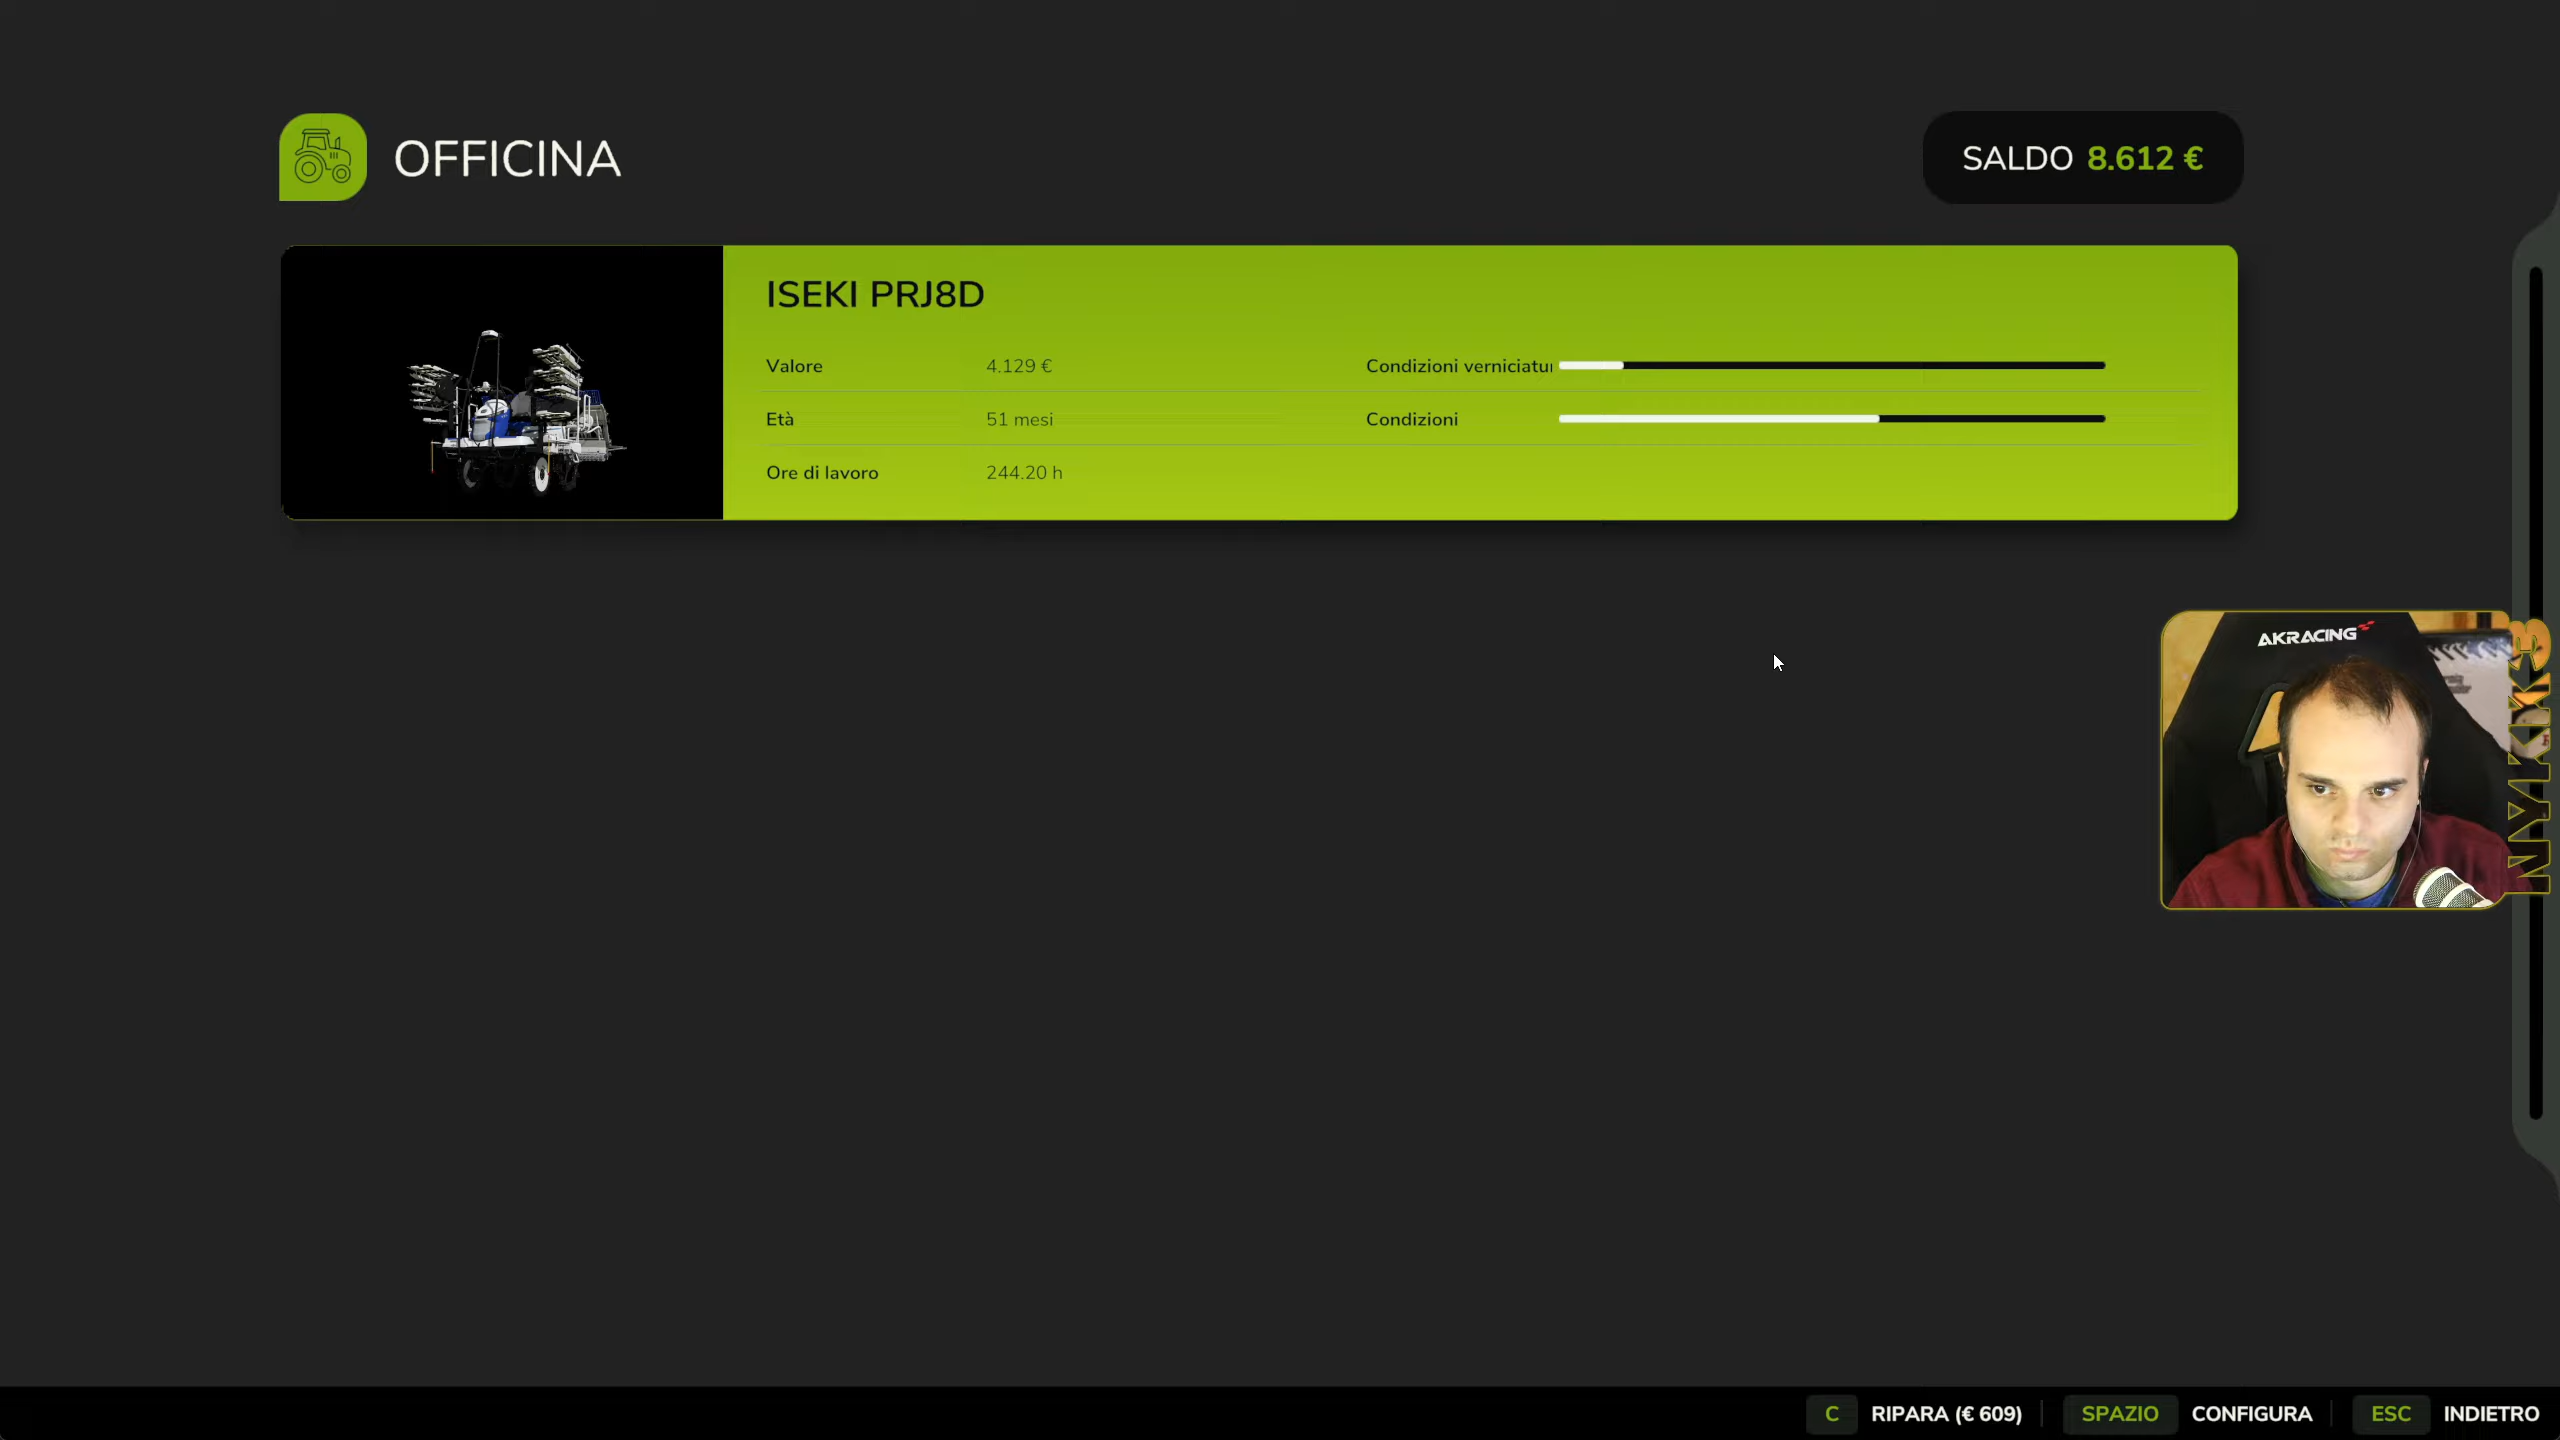 OFFICINA
SALDO 8.612 €
ISEKI PRJ8D
Valore 4.129 € Condizioni verniciatu
Età 51 mesi Condizioni
Ore di lavoro 244.20 h
AKRACING
NYKK3
C RIPARA (€ 609) SPAZIO CONFIGURA ESC INDIETRO